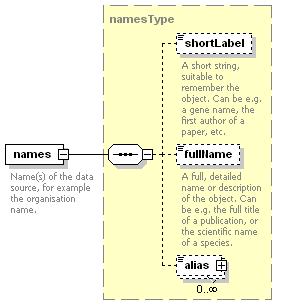 namesType
shortLabel
A short string,
suitable to
remember the
object. Can be e.g.
a gene name, the
first author of a
paper, etc.
names
Name(s) of the data
source, for example
the organisation
name.
fullName
A full, detailed
name or description
of the object. Can
be e.g. the full title
of a publication, or
the scientific name
of a species.
alias
0..∞